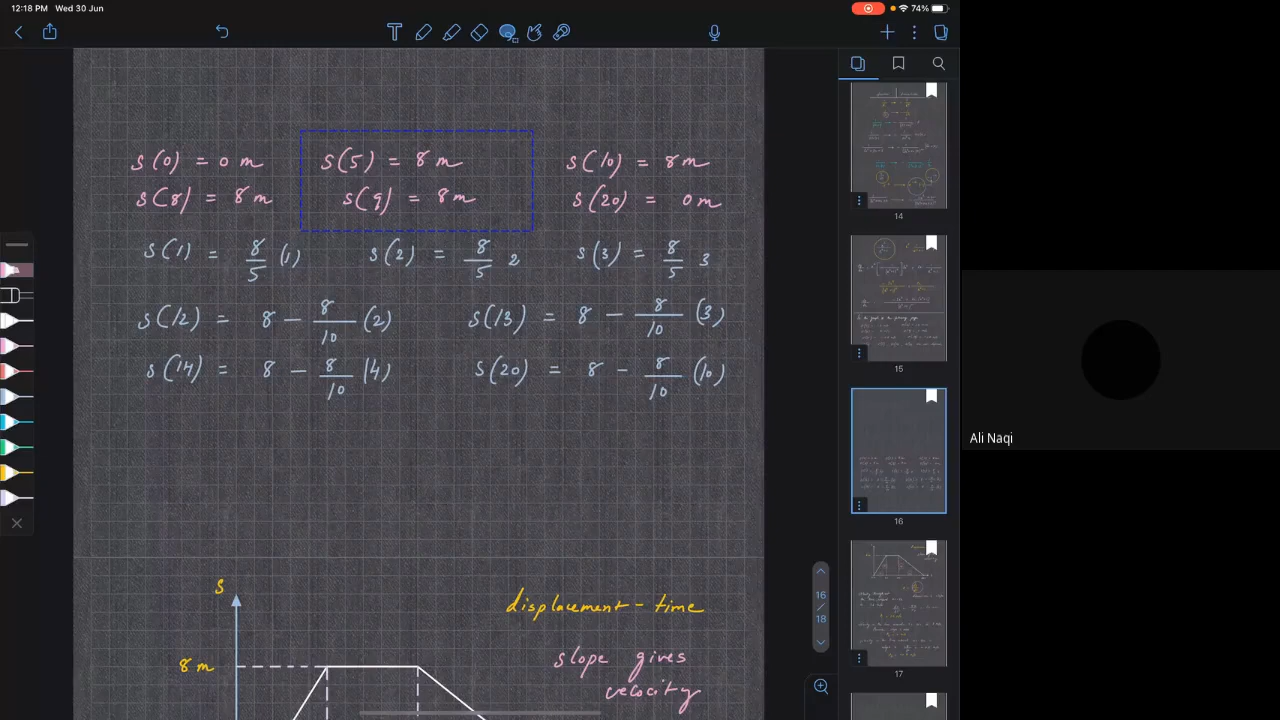 12:18 PM Wed 30 Jun
74%
s(0) = 0 m s(5) = 8 m s(10) = 8 m
s(8) = 8 m s(9) = 8 m s(20) = 0 m
s(1) = 8/5 (1) s(2) = 8/5 2 s(3) = 8/5 3
s(12) = 8 - 8/10 (2) s(13) = 8 - 8/10 (3)
s(14) = 8 - 8/10 (4) s(20) = 8 - 8/10 (10)
s
displacement - time
8 m
slope gives
velocity
14
15
16
17
16
/
18
Ali Naqi